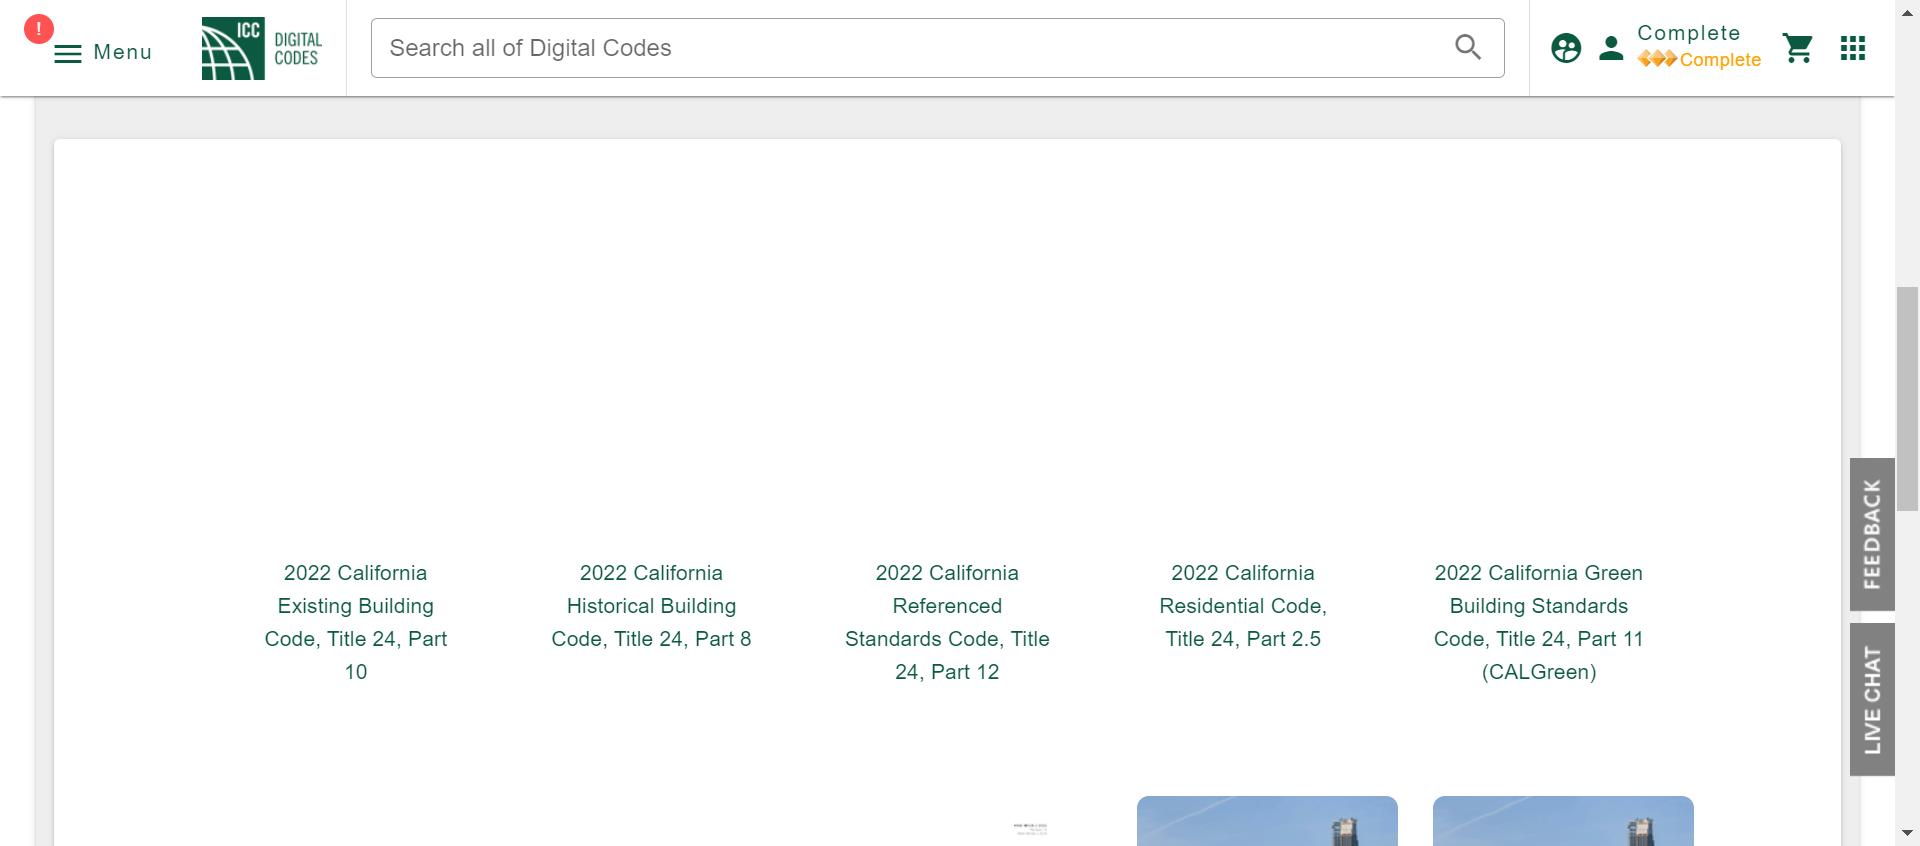 !
Menu
ICC
DIGITAL
CODES
Search all of Digital Codes
Complete
Complete
FEEDBACK
LIVE CHAT
2022 California
Existing Building
Code, Title 24, Part
10
2022 California
Historical Building
Code, Title 24, Part 8
2022 California
Referenced
Standards Code, Title
24, Part 12
2022 California
Residential Code,
Title 24, Part 2.5
2022 California Green
Building Standards
Code, Title 24, Part 11
(CALGreen)